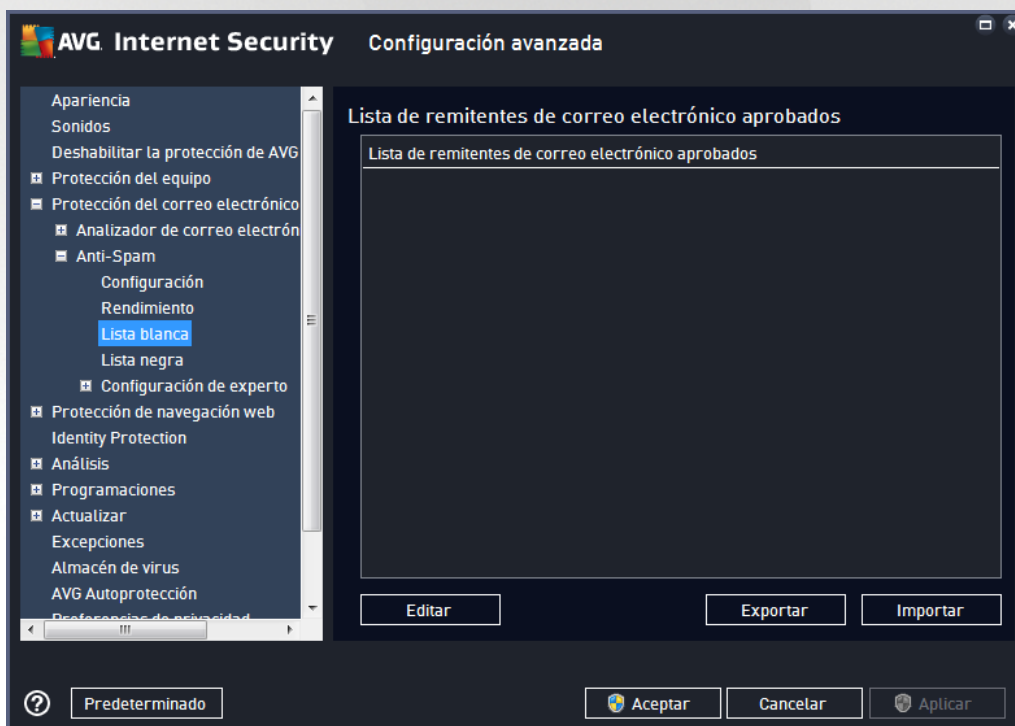 AVG. Internet Security Configuración avanzada
Apariencia
Sonidos
Deshabilitar la protección de AVG
Protección del equipo
Protección del correo electrónico
Analizador de correo electrón
Anti-Spam
Configuración
Rendimiento
Lista blanca
Lista negra
Configuración de experto
Protección de navegación web
Identity Protection
Análisis
Programaciones
Actualizar
Excepciones
Almacén de virus
AVG Autoprotección
Preferencias de privacidad
Lista de remitentes de correo electrónico aprobados
Lista de remitentes de correo electrónico aprobados
Editar
Exportar
Importar
?
Predeterminado
Aceptar
Cancelar
Aplicar